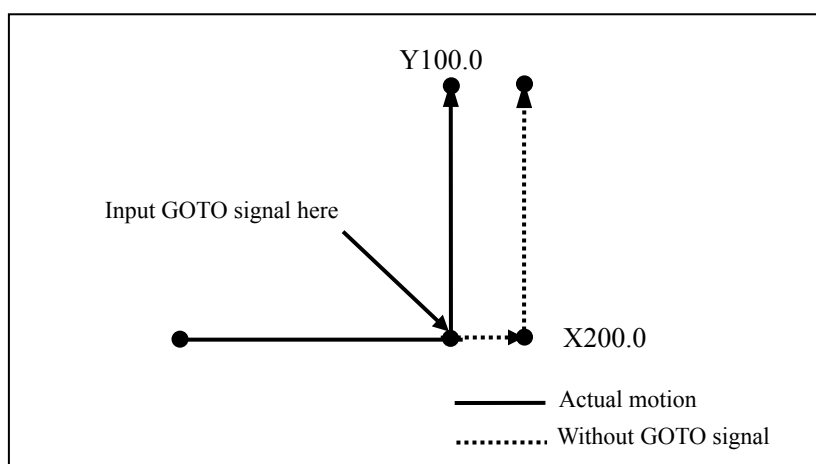 Y100.0
Input GOTO signal here
X200.0
Actual motion
Without GOTO signal